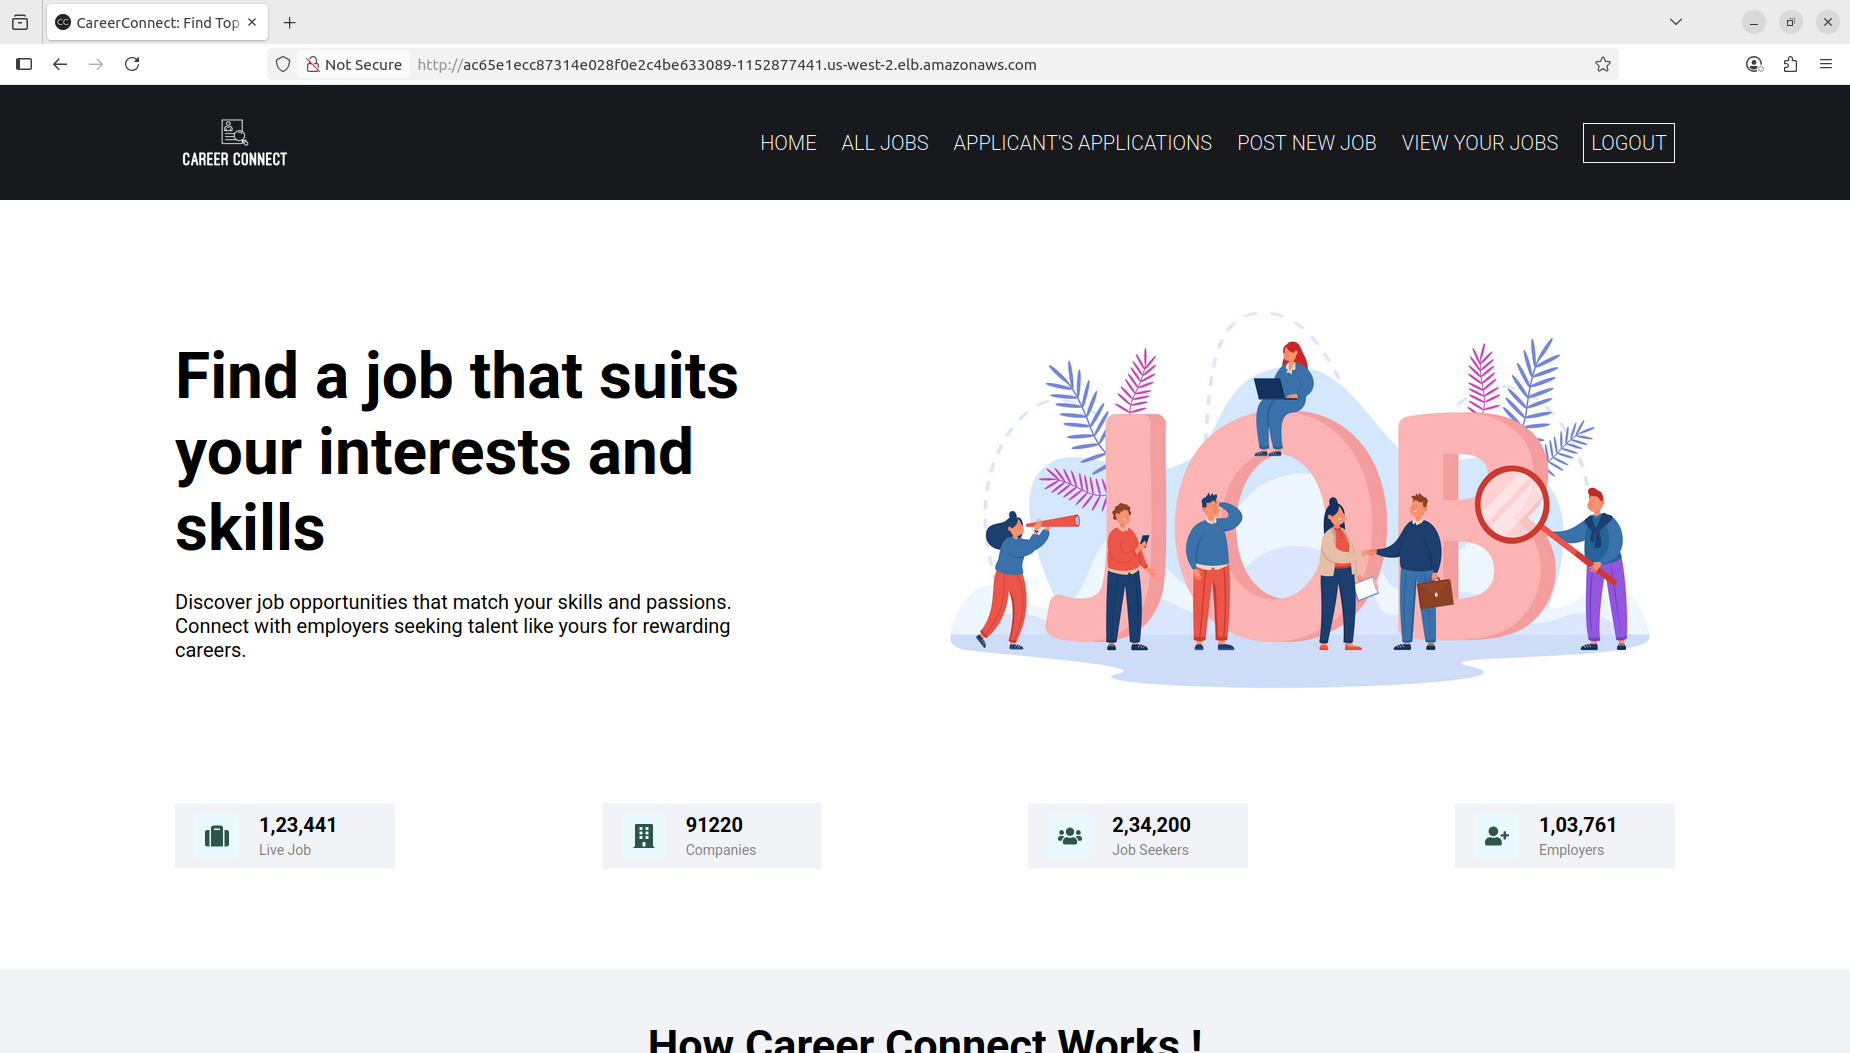 CC CareerConnect: Find Top
Not Secure http://ac65e1ecc87314e028f0e2c4be633089-1152877441.us-west-2.elb.amazonaws.com
CAREER CONNECT
HOME ALL JOBS APPLICANT'S APPLICATIONS POST NEW JOB VIEW YOUR JOBS LOGOUT
Find a job that suits
your interests and
skills
Discover job opportunities that match your skills and passions.
Connect with employers seeking talent like yours for rewarding
careers.
JOB
1,23,441
Live Job
91220
Companies
2,34,200
Job Seekers
1,03,761
Employers
How Career Connect Works !